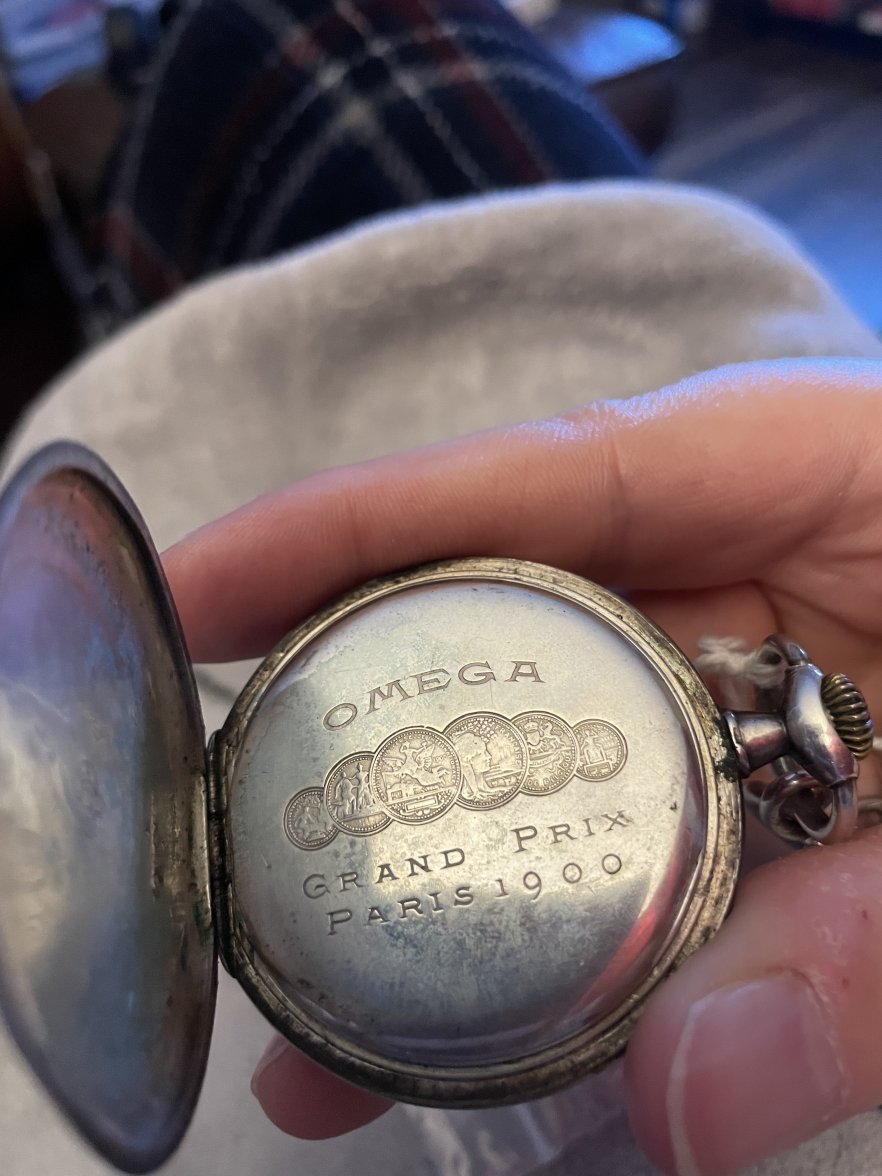 OMEGA
GRAND PRIX
PARIS 1900